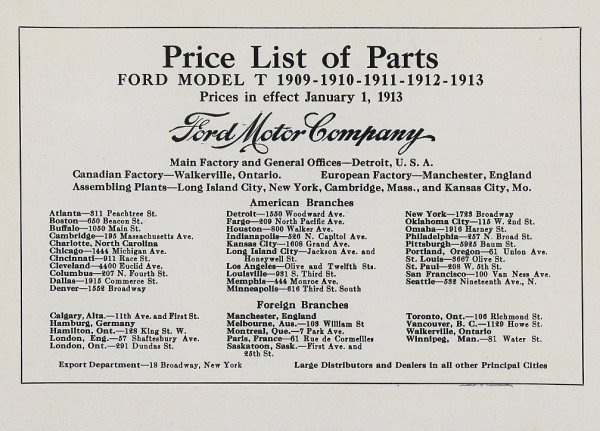 Price List of Parts
FORD MODEL T 1909-1910-1911-1912-1913
Prices in effect January 1, 1913
Ford Motor Company
Main Factory and General Offices—Detroit, U. S. A.
Canadian Factory—Walkerville, Ontario. European Factory—Manchester, England
Assembling Plants—Long Island City, New York, Cambridge, Mass., and Kansas City, Mo.
American Branches
Atlanta—311 Peachtree St.
Boston—650 Beacon St.
Buffalo—1050 Main St.
Cambridge—195 Massachusetts Ave.
Charlotte, North Carolina
Chicago—1444 Michigan Ave.
Cincinnati—911 Race St.
Cleveland—4400 Euclid Ave.
Columbus—207 N. Fourth St.
Dallas—1915 Commerce St.
Denver—1552 Broadway
Detroit—1550 Woodward Ave.
Fargo—209 North Pacific Ave.
Houston—800 Walker Ave.
Indianapolis—526 N. Capitol Ave.
Kansas City—1608 Grand Ave.
Long Island City—Jackson Ave. and
Honeywell St.
Los Angeles—Olive and Twelfth Sts.
Louisville—931 S. Third St.
Memphis—444 Monroe Ave.
Minneapolis—616 Third St. South
New York—1723 Broadway
Oklahoma City—115 W. 2nd St.
Omaha—1916 Harney St.
Philadelphia—257 N. Broad St.
Pittsburgh—5925 Baum St.
Portland, Oregon—61 Union Ave.
St. Louis—3667 Olive St.
St. Paul—208 W. 5th St.
San Francisco—100 Van Ness Ave.
Seattle—532 Nineteenth Ave., N.
Foreign Branches
Calgary, Alta.—11th Ave. and First St.
Hamburg, Germany
Hamilton, Ont.—128 King St. W.
London, Eng.—57 Shaftesbury Ave.
London, Ont.—291 Dundas St.
Manchester, England
Melbourne, Aus.—103 William St
Montreal, Que.—7 Park Ave.
Paris, France—61 Rue de Cormeilles
Saskatoon, Sask.—First Ave. and
25th St.
Toronto, Ont.—106 Richmond St.
Vancouver, B. C.—1129 Howe St.
Walkerville, Ontario
Winnipeg, Man.—81 Water St.
Export Department—18 Broadway, New York Large Distributors and Dealers in all other Principal Cities